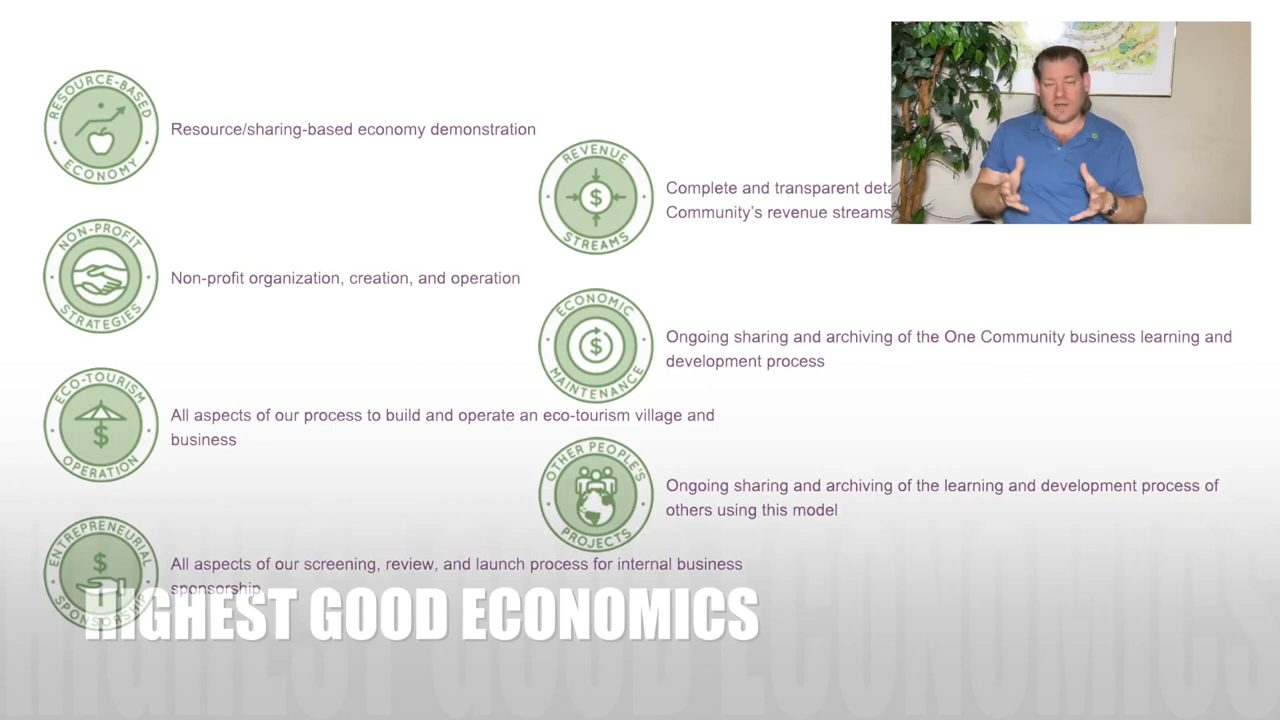 RESOURCE-BASED
ECONOMY
Resource/sharing-based economy demonstration
NON-PROFIT
STRATEGIES
Non-profit organization, creation, and operation
ECO-TOURISM
$
OPERATION
All aspects of our process to build and operate an eco-tourism village and
business
ENTREPRENEURIAL
$
SPONSORSHIP
All aspects of our screening, review, and launch process for internal business
sponsorship
REVENUE
$
STREAMS
Complete and transparent
Community's revenue streams
ECONOMIC
$
MAINTENANCE
Ongoing sharing and archiving of the One Community business learning and
development process
OTHER PEOPLE'S
PROJECTS
Ongoing sharing and archiving of the learning and development process of
others using this model
HIGHEST GOOD ECONOMICS
HIGHEST GOOD ECONOMICS